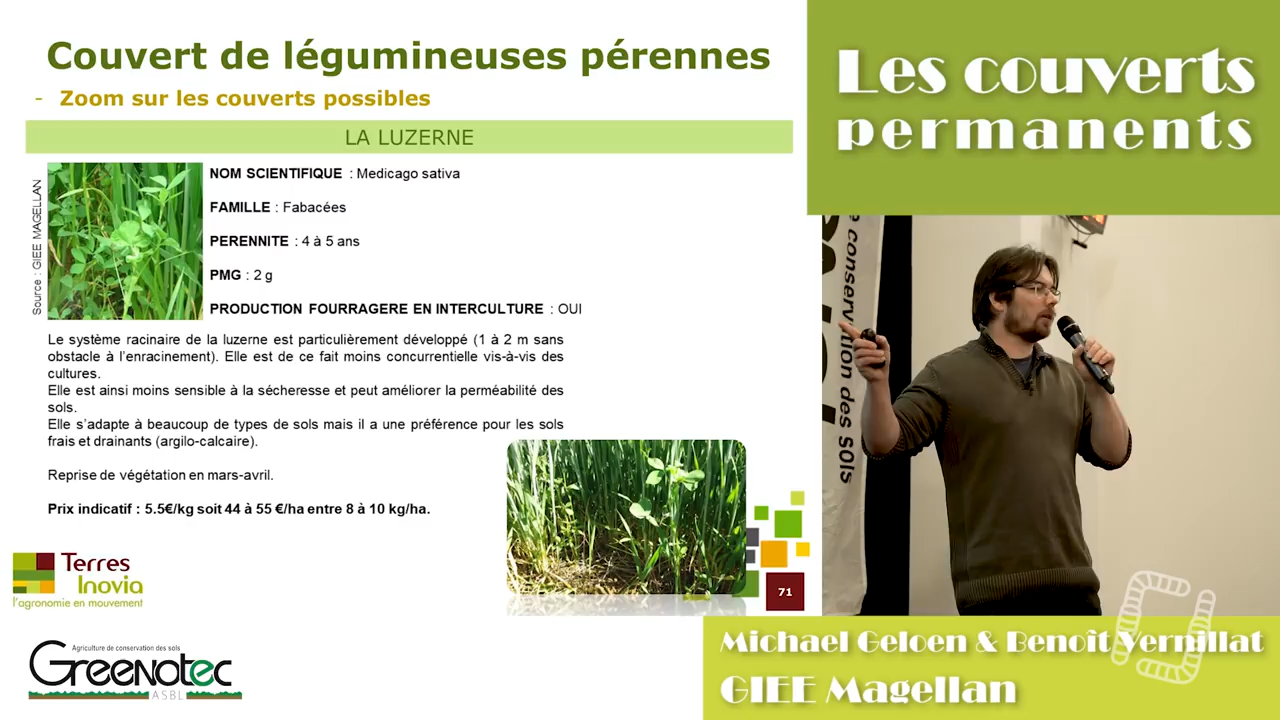 Couvert de légumineuses pérennes
- Zoom sur les couverts possibles
LA LUZERNE
Source : GIEE MAGELLAN
NOM SCIENTIFIQUE : Medicago sativa
FAMILLE : Fabacées
PERENNITE : 4 à 5 ans
PMG : 2 g
PRODUCTION FOURRAGERE EN INTERCULTURE : OUI
Le système racinaire de la luzerne est particulièrement développé (1 à 2 m sans
obstacle à l'enracinement). Elle est de ce fait moins concurrentielle vis-à-vis des
cultures.
Elle est ainsi moins sensible à la sécheresse et peut améliorer la perméabilité des
sols.
Elle s'adapte à beaucoup de types de sols mais il a une préférence pour les sols
frais et drainants (argilo-calcaire).
Reprise de végétation en mars-avril.
Prix indicatif : 5.5€/kg soit 44 à 55 €/ha entre 8 à 10 kg/ha.
71
Terres
Inovia
l'agronomie en mouvement
Agriculture de conservation des sols
Greenotec
ASBL
Les couverts
permanents
conservation des sols
Michael Geloen & Benoît Vernillat
GIEE Magellan